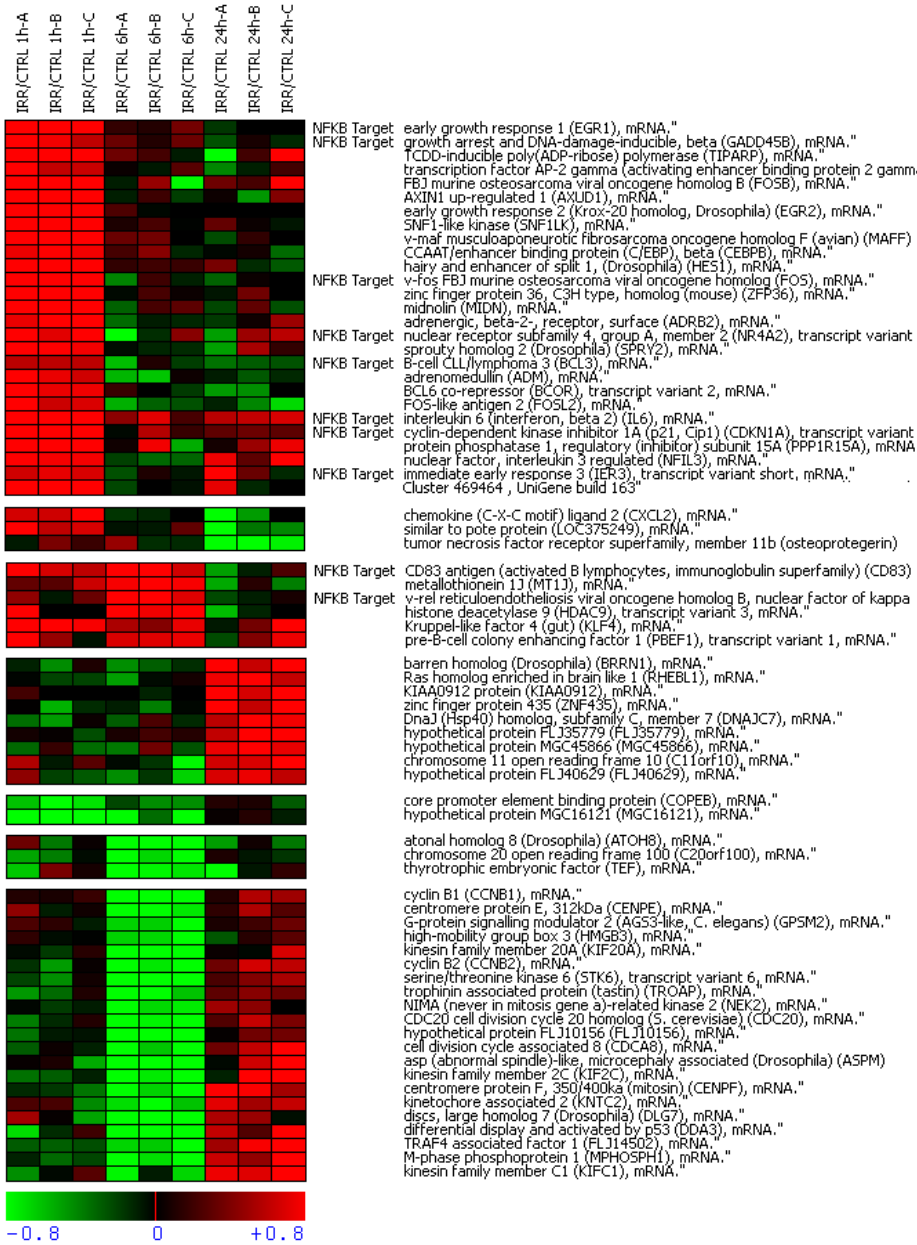 IRR/CTRL 1h-A
IRR/CTRL 1h-B
IRR/CTRL 1h-C
IRR/CTRL 6h-A
IRR/CTRL 6h-B
IRR/CTRL 6h-C
IRR/CTRL 24h-A
IRR/CTRL 24h-B
IRR/CTRL 24h-C
NFKB Target early growth response 1 (EGR1), mRNA."
NFKB Target growth arrest and DNA-damage-inducible, beta (GADD45B), mRNA."
TCDD-inducible poly(ADP-ribose) polymerase (TIPARP), mRNA."
transcription factor AP-2 gamma (activating enhancer binding protein 2 gamma
FBJ murine osteosarcoma viral oncogene homolog B (FOSB), mRNA."
AXIN1 up-regulated 1 (AXUD1), mRNA."
early growth response 2 (Krox-20 homolog, Drosophila) (EGR2), mRNA."
SNF1-like kinase (SNF1LK), mRNA."
v-maf musculoaponeurotic fibrosarcoma oncogene homolog F (avian) (MAFF)
CCAAT/enhancer binding protein (C/EBP), beta (CEBPB), mRNA."
hairy and enhancer of split 1, (Drosophila) (HES1), mRNA."
NFKB Target v-fos FBJ murine osteosarcoma viral oncogene homolog (FOS), mRNA."
zinc finger protein 36, C3H type, homolog (mouse) (ZFP36), mRNA."
midnolin (MIDN), mRNA."
adrenergic, beta-2-, receptor, surface (ADRB2), mRNA."
NFKB Target nuclear receptor subfamily 4, group A, member 2 (NR4A2), transcript variant
sprouty homolog 2 (Drosophila) (SPRY2), mRNA."
NFKB Target B-cell CLL/lymphoma 3 (BCL3), mRNA."
adrenomedullin (ADM), mRNA."
BCL6 co-repressor (BCOR), transcript variant 2, mRNA."
FOS-like antigen 2 (FOSL2), mRNA."
NFKB Target interleukin 6 (interferon, beta 2) (IL6), mRNA."
NFKB Target cyclin-dependent kinase inhibitor 1A (p21, Cip1) (CDKN1A), transcript variant
protein phosphatase 1, regulatory (inhibitor) subunit 15A (PPP1R15A), mRNA
nuclear factor, interleukin 3 regulated (NFIL3), mRNA."
NFKB Target immediate early response 3 (IER3), transcript variant short, mRNA."
Cluster 469464 , UniGene build 163"
chemokine (C-X-C motif) ligand 2 (CXCL2), mRNA."
similar to pote protein (LOC375249), mRNA."
tumor necrosis factor receptor superfamily, member 11b (osteoprotegerin)
NFKB Target CD83 antigen (activated B lymphocytes, immunoglobulin superfamily) (CD83)
metallothionein 1J (MT1J), mRNA."
NFKB Target v-rel reticuloendotheliosis viral oncogene homolog B, nuclear factor of kappa
histone deacetylase 9 (HDAC9), transcript variant 3, mRNA."
Kruppel-like factor 4 (gut) (KLF4), mRNA."
pre-B-cell colony enhancing factor 1 (PBEF1), transcript variant 1, mRNA."
barren homolog (Drosophila) (BRRN1), mRNA."
Ras homolog enriched in brain like 1 (RHEBL1), mRNA."
KIAA0912 protein (KIAA0912), mRNA."
zinc finger protein 435 (ZNF435), mRNA."
DnaJ (Hsp40) homolog, subfamily C, member 7 (DNAJC7), mRNA."
hypothetical protein FLJ35779 (FLJ35779), mRNA."
hypothetical protein MGC45866 (MGC45866), mRNA."
chromosome 11 open reading frame 10 (C11orf10), mRNA."
hypothetical protein FLJ40629 (FLJ40629), mRNA."
core promoter element binding protein (COPEB), mRNA."
hypothetical protein MGC16121 (MGC16121), mRNA."
atonal homolog 8 (Drosophila) (ATOH8), mRNA."
chromosome 20 open reading frame 100 (C20orf100), mRNA."
thyrotrophic embryonic factor (TEF), mRNA."
cyclin B1 (CCNB1), mRNA."
centromere protein E, 312kDa (CENPE), mRNA."
G-protein signalling modulator 2 (AGS3-like, C. elegans) (GPSM2), mRNA."
high-mobility group box 3 (HMGB3), mRNA."
kinesin family member 20A (KIF20A), mRNA."
cyclin B2 (CCNB2), mRNA."
serine/threonine kinase 6 (STK6), transcript variant 6, mRNA."
trophinin associated protein (tastin) (TROAP), mRNA."
NIMA (never in mitosis gene a)-related kinase 2 (NEK2), mRNA."
CDC20 cell division cycle 20 homolog (S. cerevisiae) (CDC20), mRNA."
hypothetical protein FLJ10156 (FLJ10156), mRNA."
cell division cycle associated 8 (CDCA8), mRNA."
asp (abnormal spindle)-like, microcephaly associated (Drosophila) (ASPM)
kinesin family member 2C (KIF2C), mRNA."
centromere protein F, 350/400ka (mitosin) (CENPF), mRNA."
kinetochore associated 2 (KNTC2), mRNA."
discs, large homolog 7 (Drosophila) (DLG7), mRNA."
differential display and activated by p53 (DDA3), mRNA."
TRAF4 associated factor 1 (FLJ14502), mRNA."
M-phase phosphoprotein 1 (MPHOSPH1), mRNA."
kinesin family member C1 (KIFC1), mRNA."
-0.8 0 +0.8